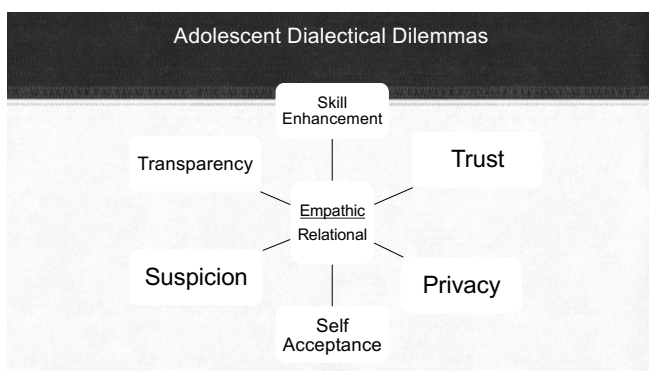 Adolescent Dialectical Dilemmas
Skill
Enhancement
Transparency
Trust
Empathic
Relational
Suspicion
Privacy
Self
Acceptance